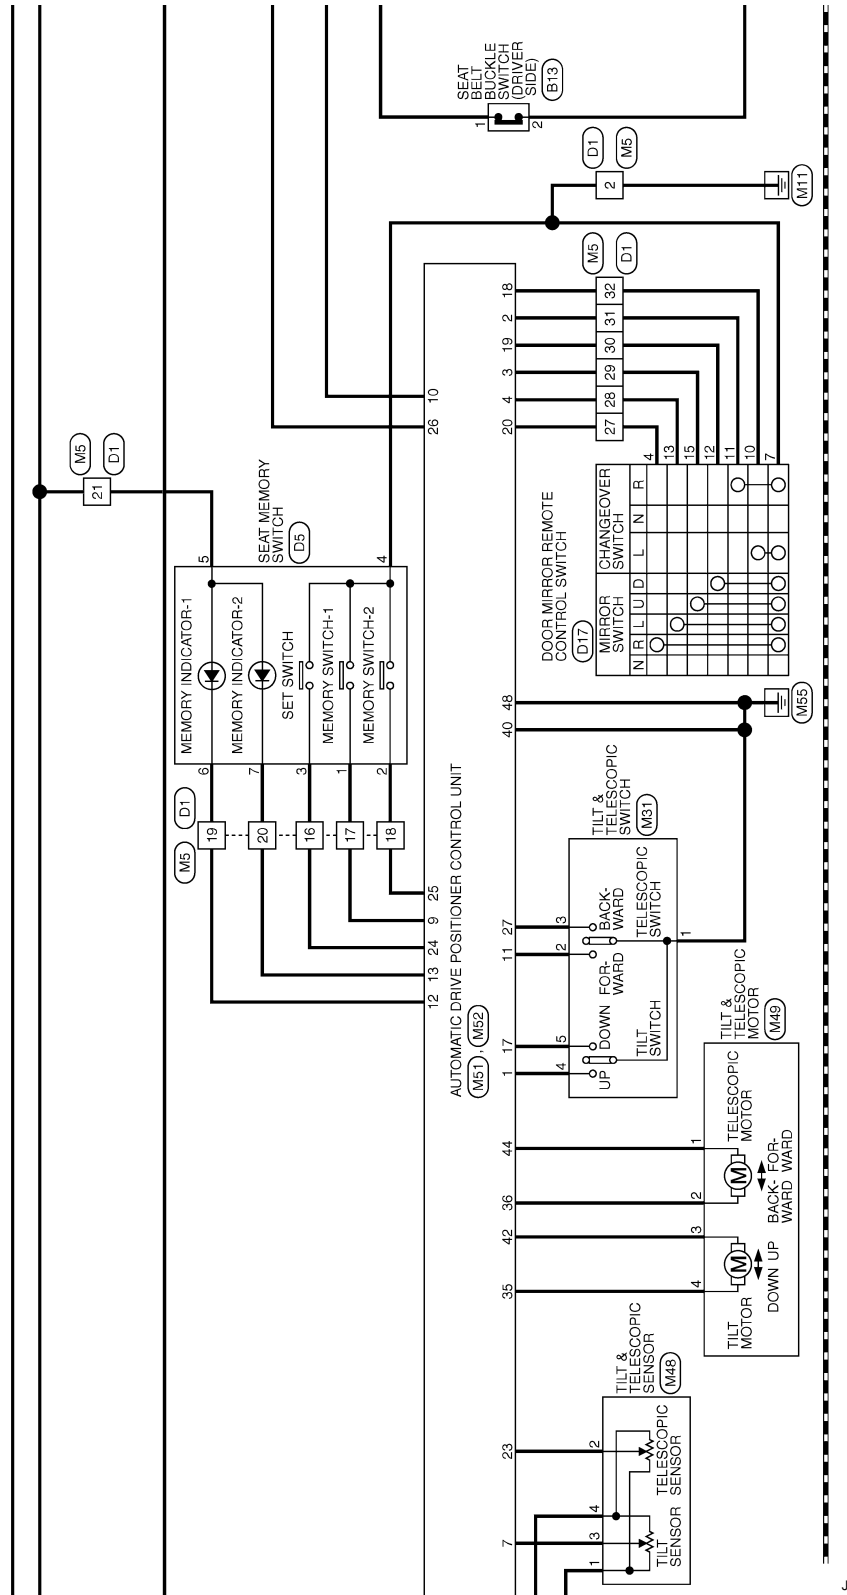 SEAT
BELT
BUCKLE
SWITCH
(DRIVER
SIDE)
B13
1
2
D1
M5
2
M11
M5
D1
18
2
19
3
4
20
32
31
30
29
28
27
10
26
M5
D1
21
SEAT MEMORY
SWITCH
D5
5
4
MEMORY INDICATOR-1
MEMORY INDICATOR-2
SET SWITCH
MEMORY SWITCH-1
MEMORY SWITCH-2
6
7
3
1
2
M5
D1
19
20
16
17
18
25
9
24
13
12
DOOR MIRROR REMOTE
CONTROL SWITCH
D17
4
13
15
12
11
10
7
MIRROR
SWITCH
CHANGEOVER
SWITCH
N
R
L
U
D
L
N
R
48
40
M55
AUTOMATIC DRIVE POSITIONER CONTROL UNIT
M51 , M52
TILT &
TELESCOPIC
SWITCH
M31
27
11
17
1
3
2
5
4
1
BACK-
WARD
FOR-
WARD
TELESCOPIC
SWITCH
DOWN
UP
TILT
SWITCH
TILT &
TELESCOPIC
MOTOR
M49
44
36
42
35
1
2
3
4
TELESCOPIC
MOTOR
M
BACK-
WARD
FOR-
WARD
M
DOWN UP
TILT
MOTOR
TILT &
TELESCOPIC
SENSOR
M48
23
7
2
4
3
1
TELESCOPIC
SENSOR
TILT
SENSOR